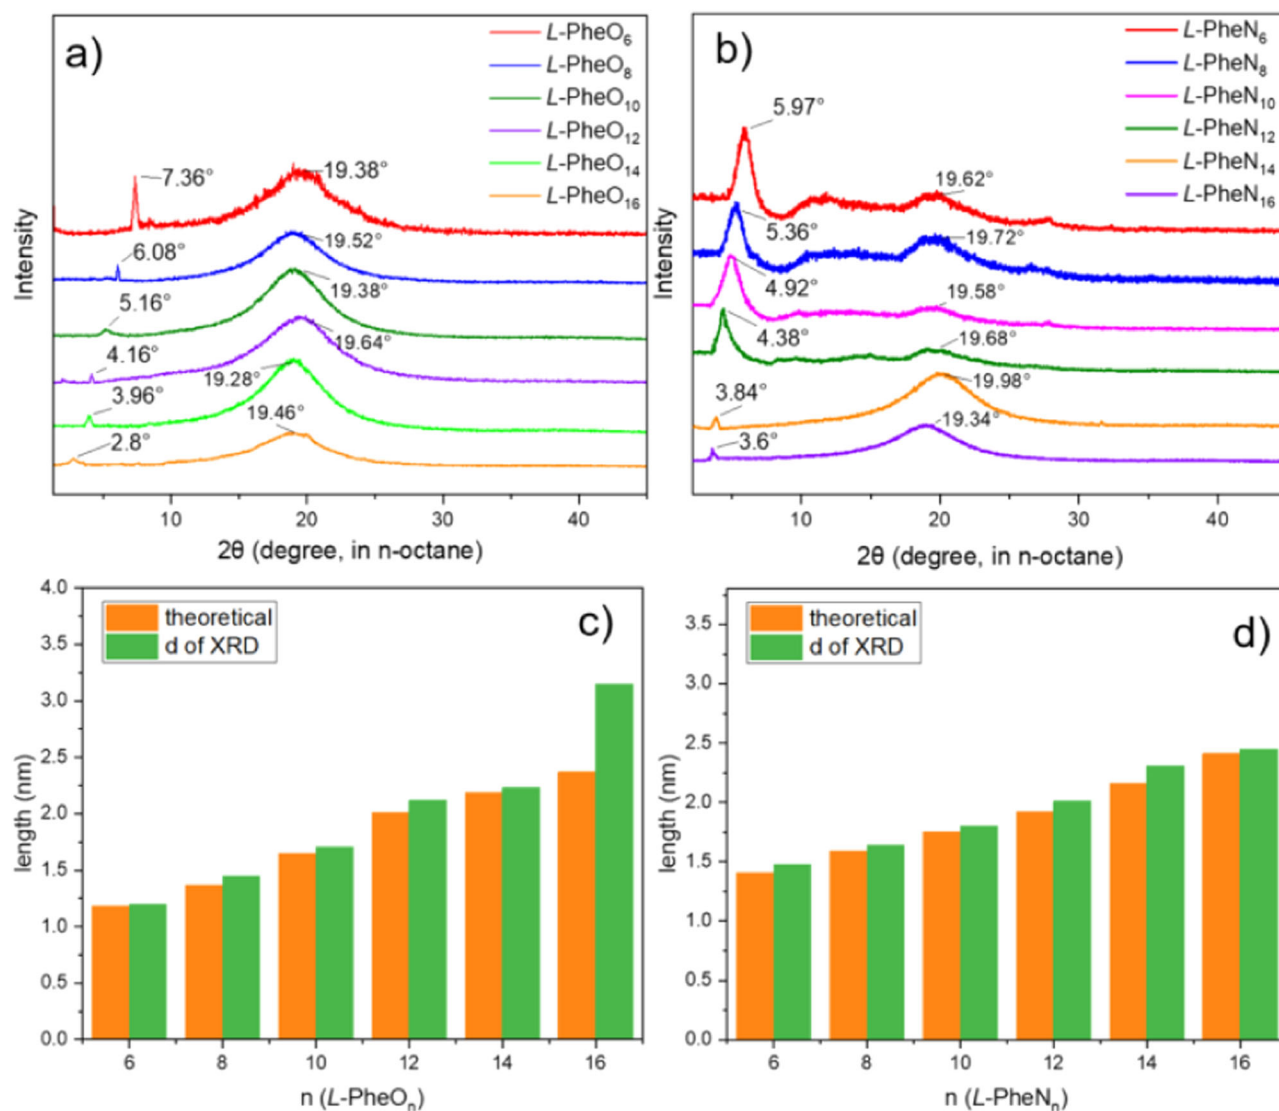 a)
L-PheO6
L-PheO8
L-PheO10
L-PheO12
L-PheO14
L-PheO16
7.36°
19.38°
6.08°
19.52°
5.16°
19.38°
4.16°
19.64°
3.96°
19.28°
2.8°
19.46°
Intensity
10 20 30 40
2θ (degree, in n-octane)
b)
L-PheN6
L-PheN8
L-PheN10
L-PheN12
L-PheN14
L-PheN16
5.97°
19.62°
5.36°
19.72°
4.92°
19.58°
4.38°
19.68°
3.84°
19.98°
3.6°
19.34°
Intensity
10 20 30 40
2θ (degree, in n-octane)
c)
theoretical
d of XRD
4.0
3.5
3.0
2.5
2.0
1.5
1.0
0.5
0.0
length (nm)
6 8 10 12 14 16
n (L-PheOn)
d)
theoretical
d of XRD
3.5
3.0
2.5
2.0
1.5
1.0
0.5
0.0
length (nm)
6 8 10 12 14 16
n (L-PheNn)